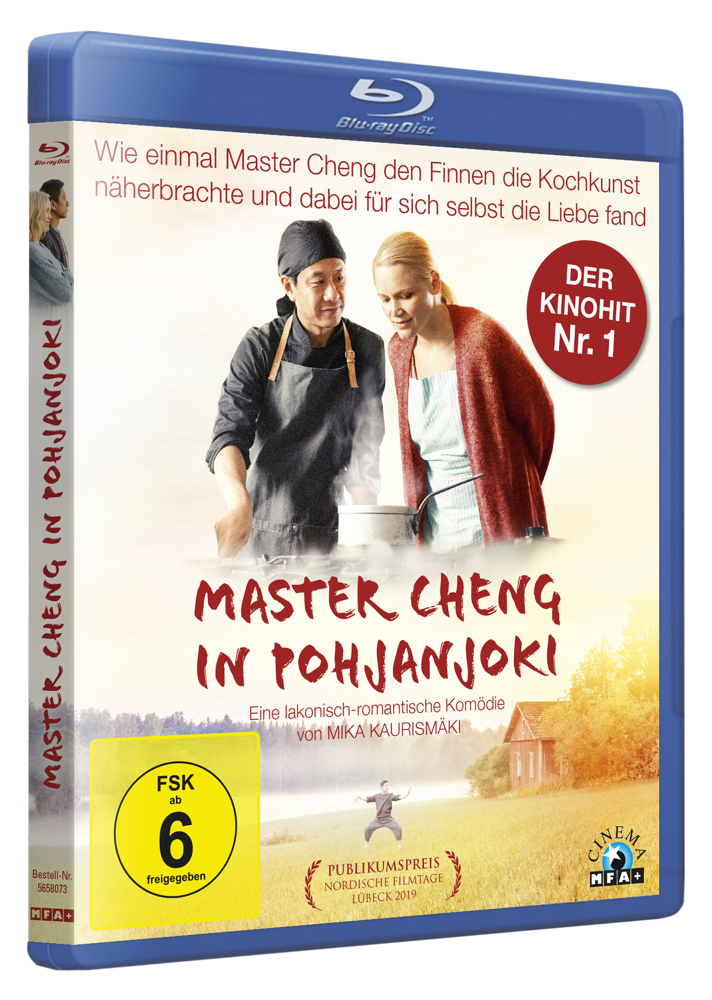 Blu-ray Disc™
Wie einmal Master Cheng den Finnen die Kochkunst
näherbrachte und dabei für sich selbst die Liebe fand
DER
KINOHIT
Nr. 1
MASTER CHENG
IN POHJANJOKI
Eine lakonisch-romantische Komödie
von MIKA KAURISMÄKI
FSK
ab
6
freigegeben
PUBLIKUMSPREIS
NORDISCHE FILMTAGE
LÜBECK 2019
CINEMA
MFA+
Blu-ray Disc™
MASTER CHENG IN POHJANJOKI
Bestell-Nr.
5658073
MFA+